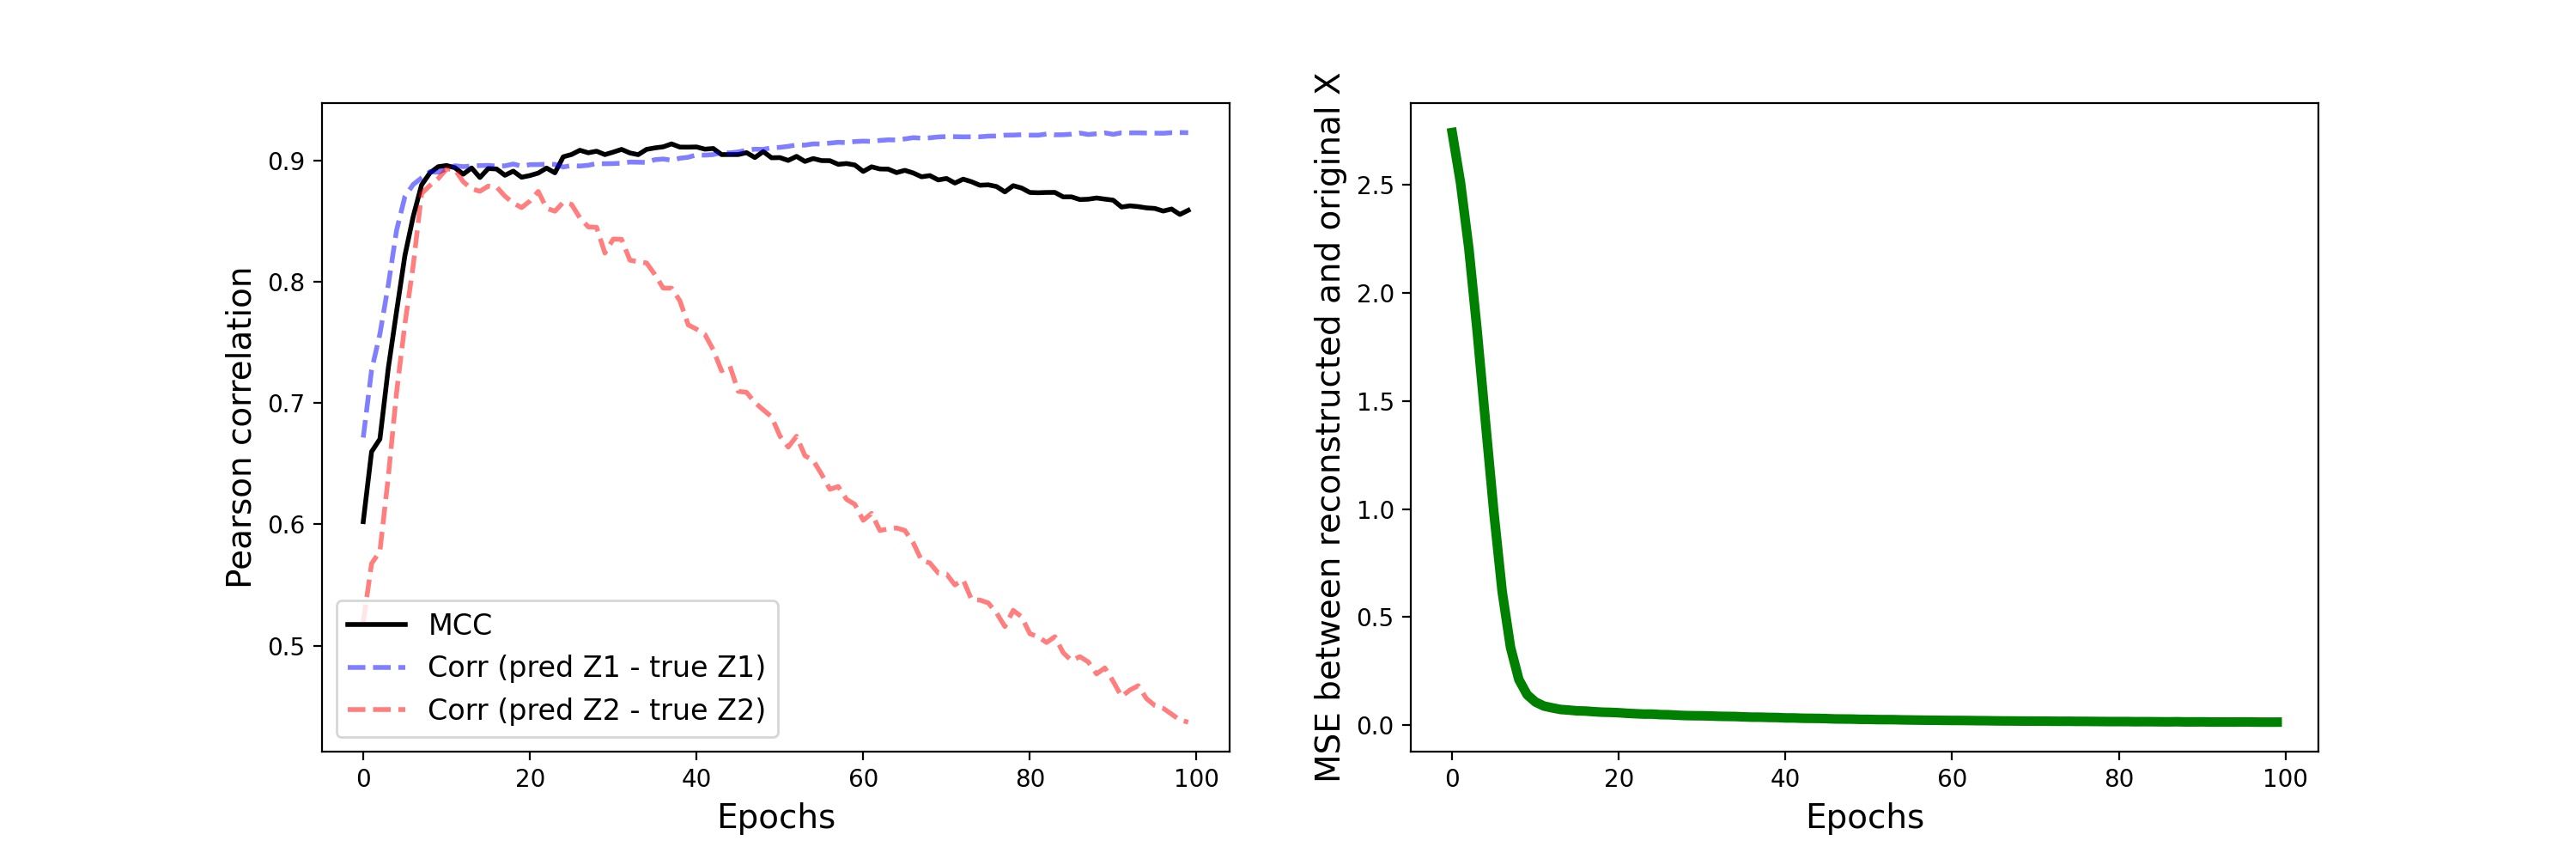 Pearson correlation
0.9
0.8
0.7
0.6
0.5
MCC
Corr (pred Z1 - true Z1)
Corr (pred Z2 - true Z2)
0 20 40 60 80 100
Epochs
MSE between reconstructed and original X
2.5
2.0
1.5
1.0
0.5
0.0
0 20 40 60 80 100
Epochs